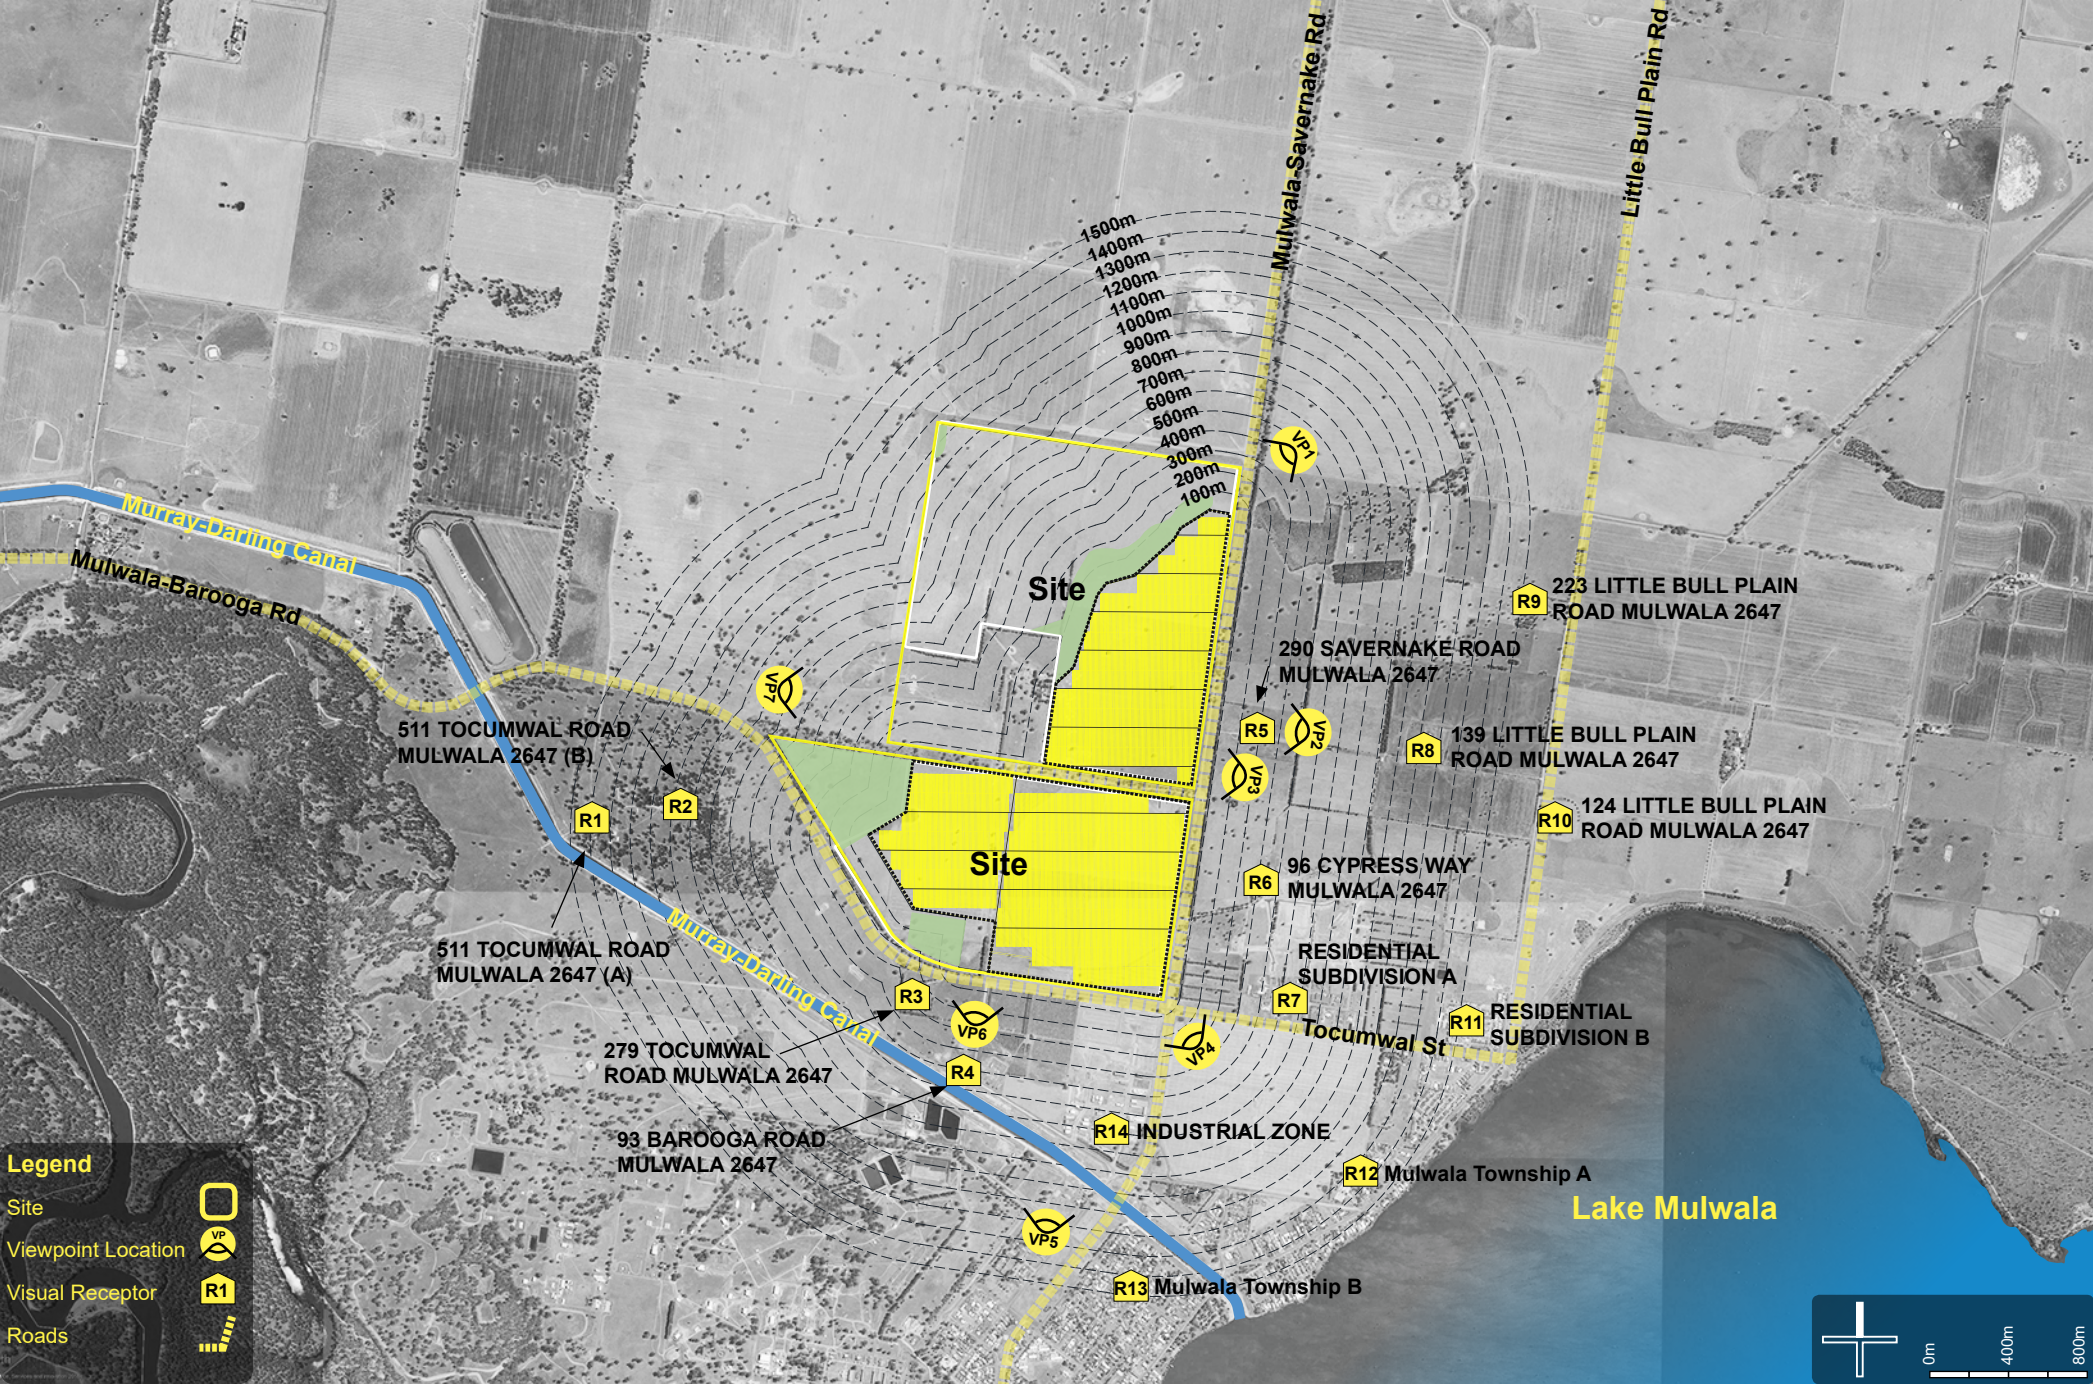 Mulwala-Savernake Rd
Little Bull Plain Rd
1500m
1400m
1300m
1200m
1100m
1000m
900m
800m
700m
600m
500m
400m
300m
200m
100m
VP1
Murray-Darling Canal
Mulwala-Barooga Rd
Site
R9
223 LITTLE BULL PLAIN
ROAD MULWALA 2647
290 SAVERNAKE ROAD
MULWALA 2647
VP7
511 TOCUMWAL ROAD
MULWALA 2647 (B)
R5
VP2
R8
139 LITTLE BULL PLAIN
ROAD MULWALA 2647
VP3
R1
R2
R10
124 LITTLE BULL PLAIN
ROAD MULWALA 2647
Site
R6
96 CYPRESS WAY
MULWALA 2647
511 TOCUMWAL ROAD
MULWALA 2647 (A)
Murray-Darling Canal
RESIDENTIAL
SUBDIVISION A
R3
R7
VP6
VP4
Tocumwal St
R11
RESIDENTIAL
SUBDIVISION B
279 TOCUMWAL
ROAD MULWALA 2647
R4
93 BAROOGA ROAD
MULWALA 2647
R14
INDUSTRIAL ZONE
R12
Mulwala Township A
Lake Mulwala
VP5
R13
Mulwala Township B
Legend
Site
Viewpoint Location
VP
Visual Receptor
R1
Roads
0m
400m
800m